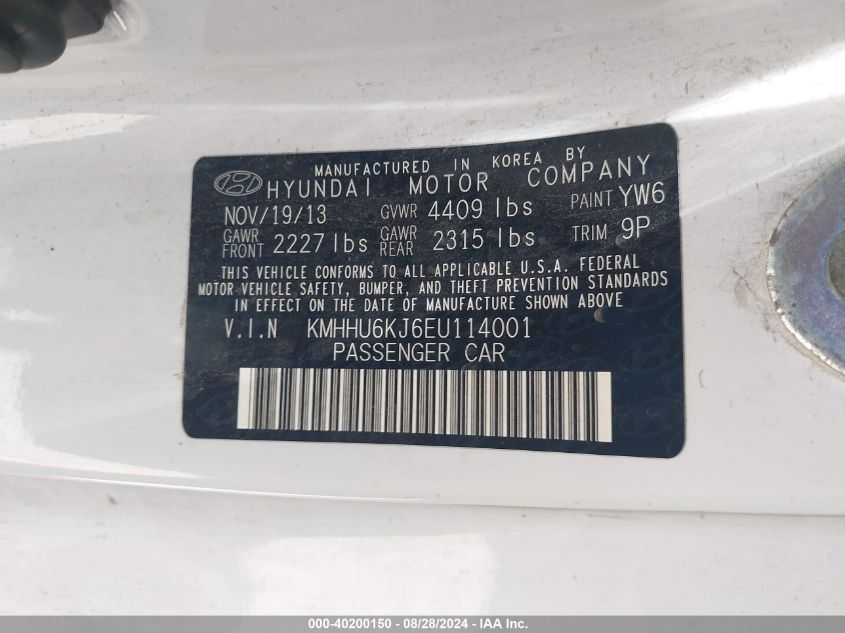 MANUFACTURED IN KOREA BY
HYUNDAI MOTOR COMPANY
NOV/19/13 GVWR 4409 lbs PAINT YW6
GAWR FRONT 2227 lbs GAWR REAR 2315 lbs TRIM 9P
THIS VEHICLE CONFORMS TO ALL APPLICABLE U.S.A. FEDERAL
MOTOR VEHICLE SAFETY, BUMPER, AND THEFT PREVENTION STANDARDS
IN EFFECT ON THE DATE OF MANUFACTURE SHOWN ABOVE.
V.I.N KMHHU6KJ6EU114001
PASSENGER CAR
000-40200150 - 08/28/2024 - IAA Inc.